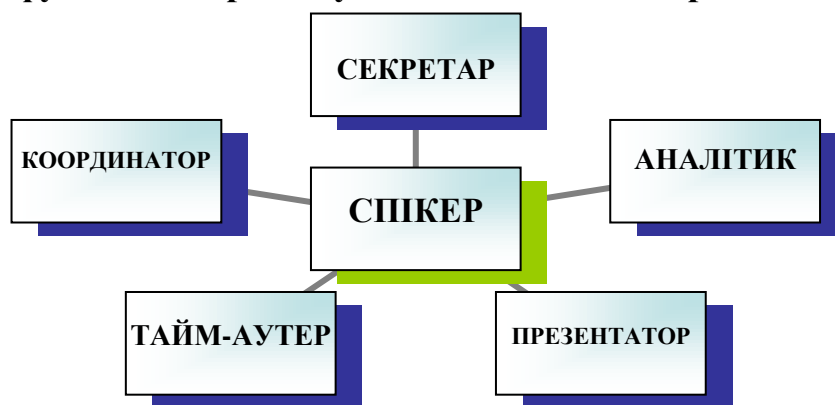 СЕКРЕТАР
КООРДИНАТОР
АНАЛІТИК
СПІКЕР
ТАЙМ-АУТЕР
ПРЕЗЕНТАТОР